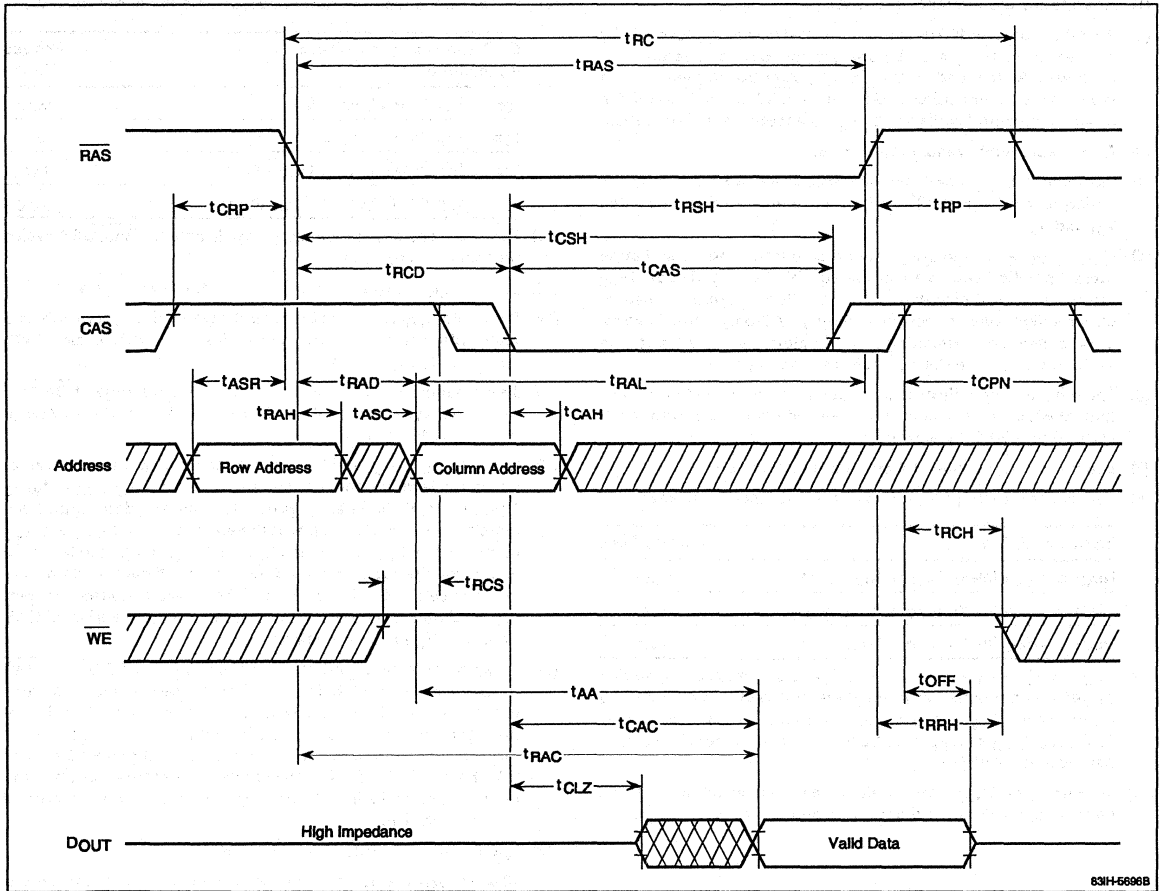 tRC
tRAS
RAS
tCRP
tRSH
tRP
tCSH
tRCD
tCAS
CAS
tASR
tRAD
tRAL
tCPN
tRAH
tASC
tCAH
Address
Row Address
Column Address
tRCH
tRCS
WE
tAA
tOFF
tCAC
tRRH
tRAC
tCLZ
DOUT
High Impedance
Valid Data
83IH-5696B